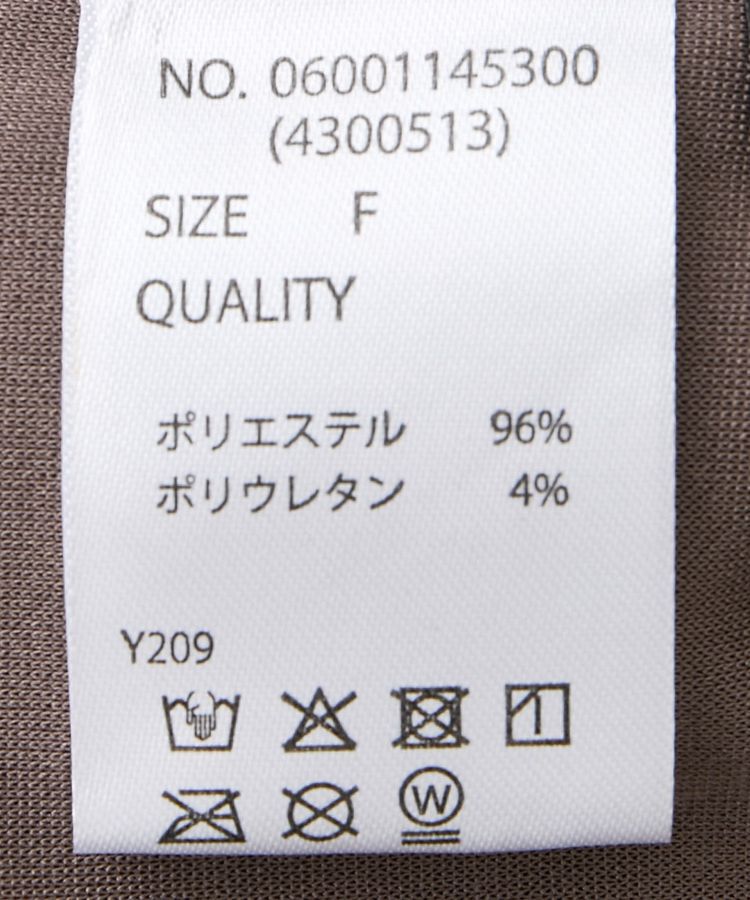 NO. 06001145300
(4300513)
SIZE F
QUALITY
ポリエステル 96%
ポリウレタン 4%
Y209
W